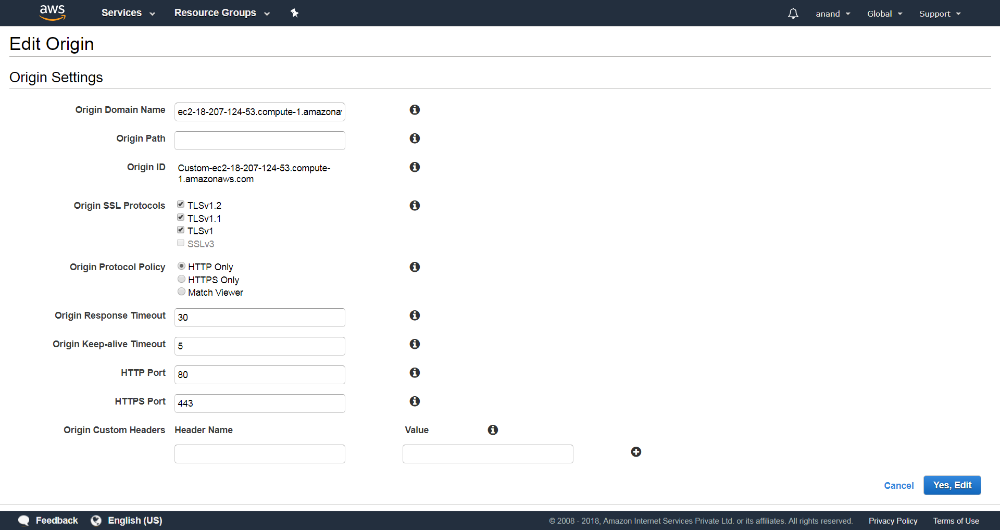 aws Services Resource Groups anand Global Support
Edit Origin
Origin Settings
Origin Domain Name ec2-18-207-124-53.compute-1.amazona
Origin Path
Origin ID Custom-ec2-18-207-124-53.compute-
1.amazonaws.com
Origin SSL Protocols TLSv1.2
TLSv1.1
TLSv1
SSLv3
Origin Protocol Policy HTTP Only
HTTPS Only
Match Viewer
Origin Response Timeout 30
Origin Keep-alive Timeout 5
HTTP Port 80
HTTPS Port 443
Origin Custom Headers Header Name Value
Cancel Yes, Edit
Feedback English (US) © 2008 - 2018, Amazon Internet Services Private Ltd. or its affiliates. All rights reserved. Privacy Policy Terms of Use